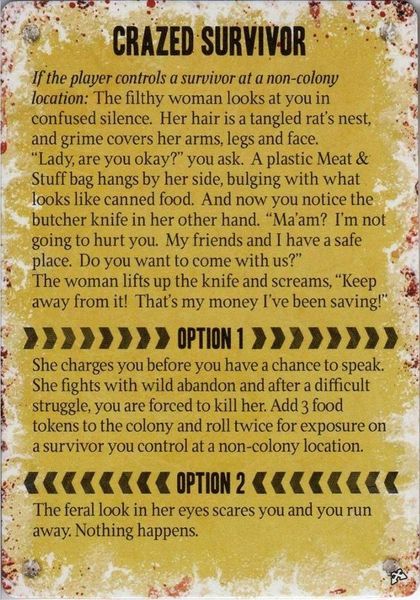 CRAZED SURVIVOR
If the player controls a survivor at a non-colony
location: The filthy woman looks at you in
confused silence. Her hair is a tangled rat's nest,
and grime covers her arms, legs and face.
"Lady, are you okay?" you ask. A plastic Meat &
Stuff bag hangs by her side, bulging with what
looks like canned food. And now you notice the
butcher knife in her other hand. "Ma'am? I'm not
going to hurt you. My friends and I have a safe
place. Do you want to come with us?"
The woman lifts up the knife and screams, "Keep
away from it! That's my money I've been saving!"
OPTION 1
She charges you before you have a chance to speak.
She fights with wild abandon and after a difficult
struggle, you are forced to kill her. Add 3 food
tokens to the colony and roll twice for exposure on
a survivor you control at a non-colony location.
OPTION 2
The feral look in her eyes scares you and you run
away. Nothing happens.